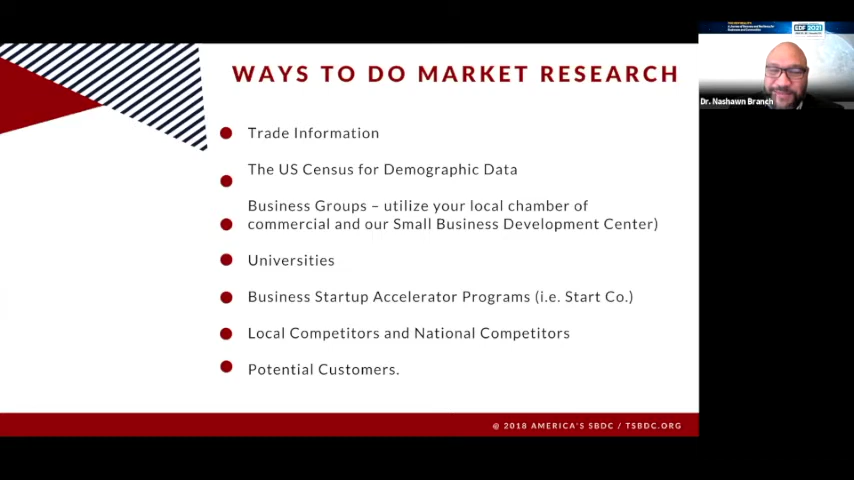 WAYS TO DO MARKET RESEARCH
Trade Information
The US Census for Demographic Data
Business Groups – utilize your local chamber of
commercial and our Small Business Development Center)
Universities
Business Startup Accelerator Programs (i.e. Start Co.)
Local Competitors and National Competitors
Potential Customers.
@ 2018 AMERICA'S SBDC / TSBDC.ORG
EDF 2021
Dr. Nashawn Branch